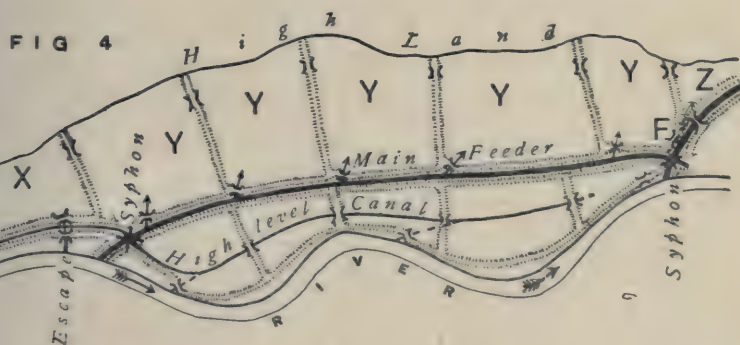 FIG 4
High Land
Y
Y
Y
Y
Y
Z
X
F
Syphon
Main Feeder
High level Canal
Syphon
Escape
RIVER